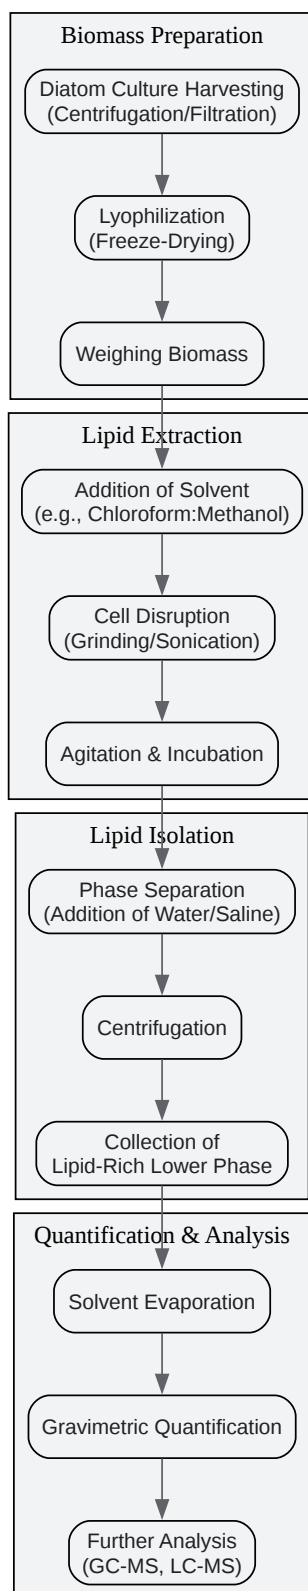 Biomass Preparation
Diatom Culture Harvesting
(Centrifugation/Filtration)
Lyophilization
(Freeze-Drying)
Weighing Biomass
Lipid Extraction
Addition of Solvent
(e.g., Chloroform:Methanol)
Cell Disruption
(Grinding/Sonication)
Agitation & Incubation
Lipid Isolation
Phase Separation
(Addition of Water/Saline)
Centrifugation
Collection of
Lipid-Rich Lower Phase
Quantification & Analysis
Solvent Evaporation
Gravimetric Quantification
Further Analysis
(GC-MS, LC-MS)